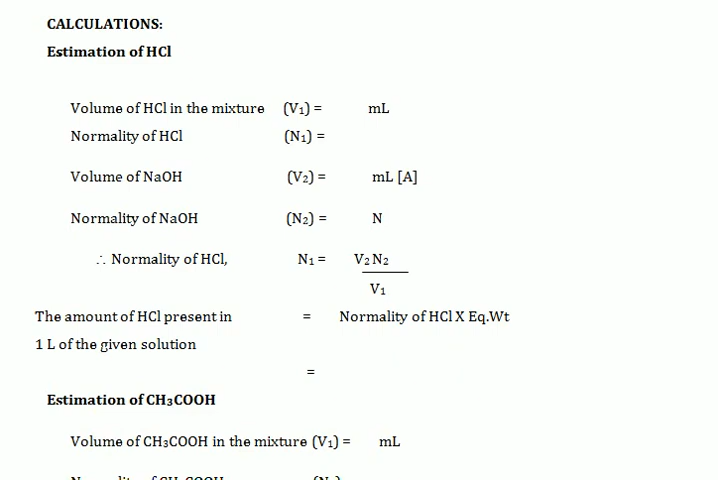 CALCULATIONS:
Estimation of HCl
Volume of HCl in the mixture (V1) = mL
Normality of HCl (N1) =
Volume of NaOH (V2) = mL [A]
Normality of NaOH (N2) = N
∴ Normality of HCl, N1 = V2 N2
V1
The amount of HCl present in = Normality of HCl X Eq.Wt
1 L of the given solution
=
Estimation of CH3COOH
Volume of CH3COOH in the mixture (V1) = mL